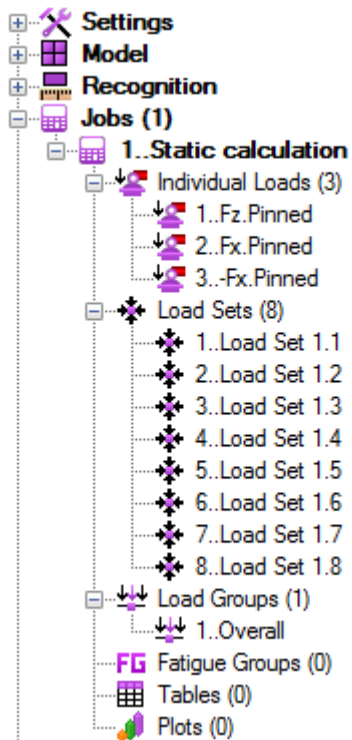 Settings
Model
Recognition
Jobs (1)
1..Static calculation
Individual Loads (3)
1..Fz.Pinned
2..Fx.Pinned
3..-Fx.Pinned
Load Sets (8)
1..Load Set 1.1
2..Load Set 1.2
3..Load Set 1.3
4..Load Set 1.4
5..Load Set 1.5
6..Load Set 1.6
7..Load Set 1.7
8..Load Set 1.8
Load Groups (1)
1..Overall
FG Fatigue Groups (0)
Tables (0)
Plots (0)